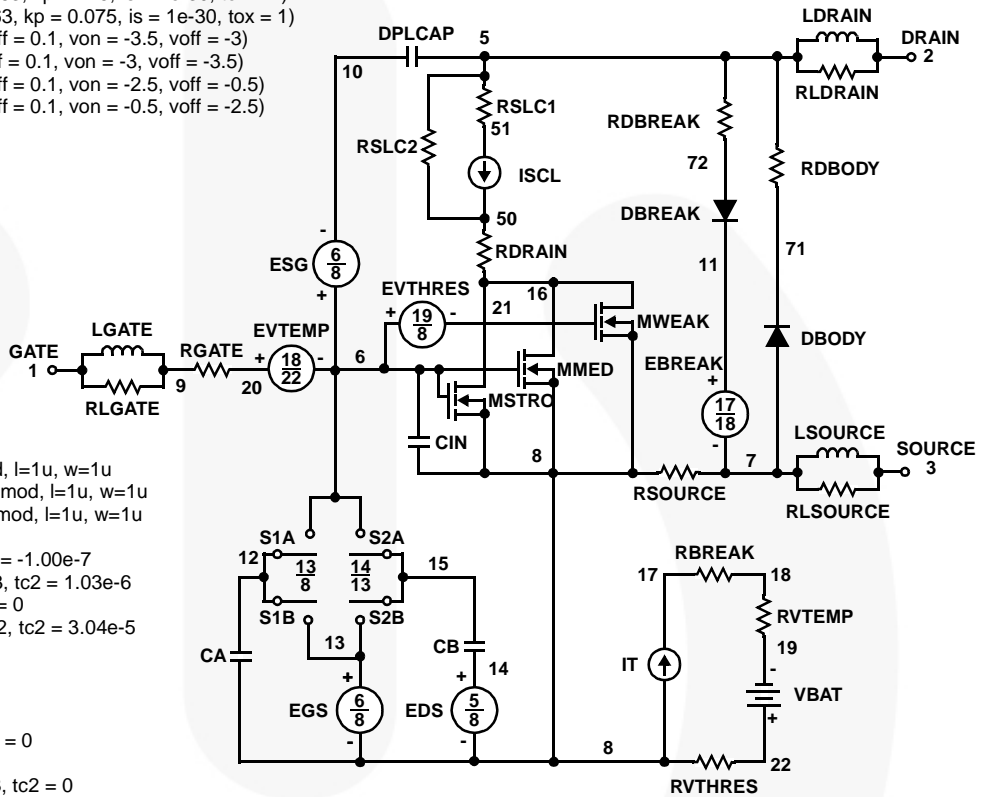 63, kp = 0.075, is = 1e-30, tox = 1)
ff = 0.1, von = -3.5, voff = -3)
f = 0.1, von = -3, voff = -3.5)
ff = 0.1, von = -2.5, voff = -0.5)
ff = 0.1, von = -0.5, voff = -2.5)
LDRAIN
DPLCAP 5 DRAIN
10 2
RLDRAIN
RSLC1
51
RDBREAK
RSLC2
72 RDBODY
ISCL
DBREAK
50
RDRAIN
71
ESG 6 8
11
EVTHRES 19 8
16
21
MWEAK
LGATE
EVTEMP
GATE
1
RGATE
18 22
6
MMED
EBREAK
DBODY
9
20
RLGATE
MSTRO
17 18
CIN
LSOURCE
SOURCE
8 7
3
RSOURCE
RLSOURCE
, l=1u, w=1u
mod, l=1u, w=1u
mod, l=1u, w=1u
= -1.00e-7
, tc2 = 1.03e-6
= 0
2, tc2 = 3.04e-5
= 0
, tc2 = 0
S1A S2A
12 13 8 14 13 15
S1B S2B
13
CA
CB
14
EGS 6 8
EDS 5 8
RBREAK
17 18
RVTEMP
19
IT
VBAT
8
22
RVTHRES
+ -